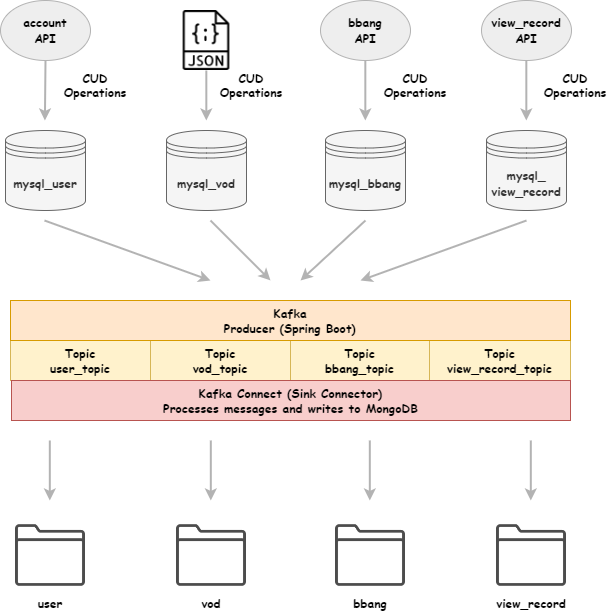 account
API
{;}
JSON
bbang
API
view_record
API
CUD
Operations
CUD
Operations
CUD
Operations
CUD
Operations
mysql_user
mysql_vod
mysql_bbang
mysql_
view_record
Kafka
Producer (Spring Boot)
Topic
user_topic
Topic
vod_topic
Topic
bbang_topic
Topic
view_record_topic
Kafka Connect (Sink Connector)
Processes messages and writes to MongoDB
user
vod
bbang
view_record